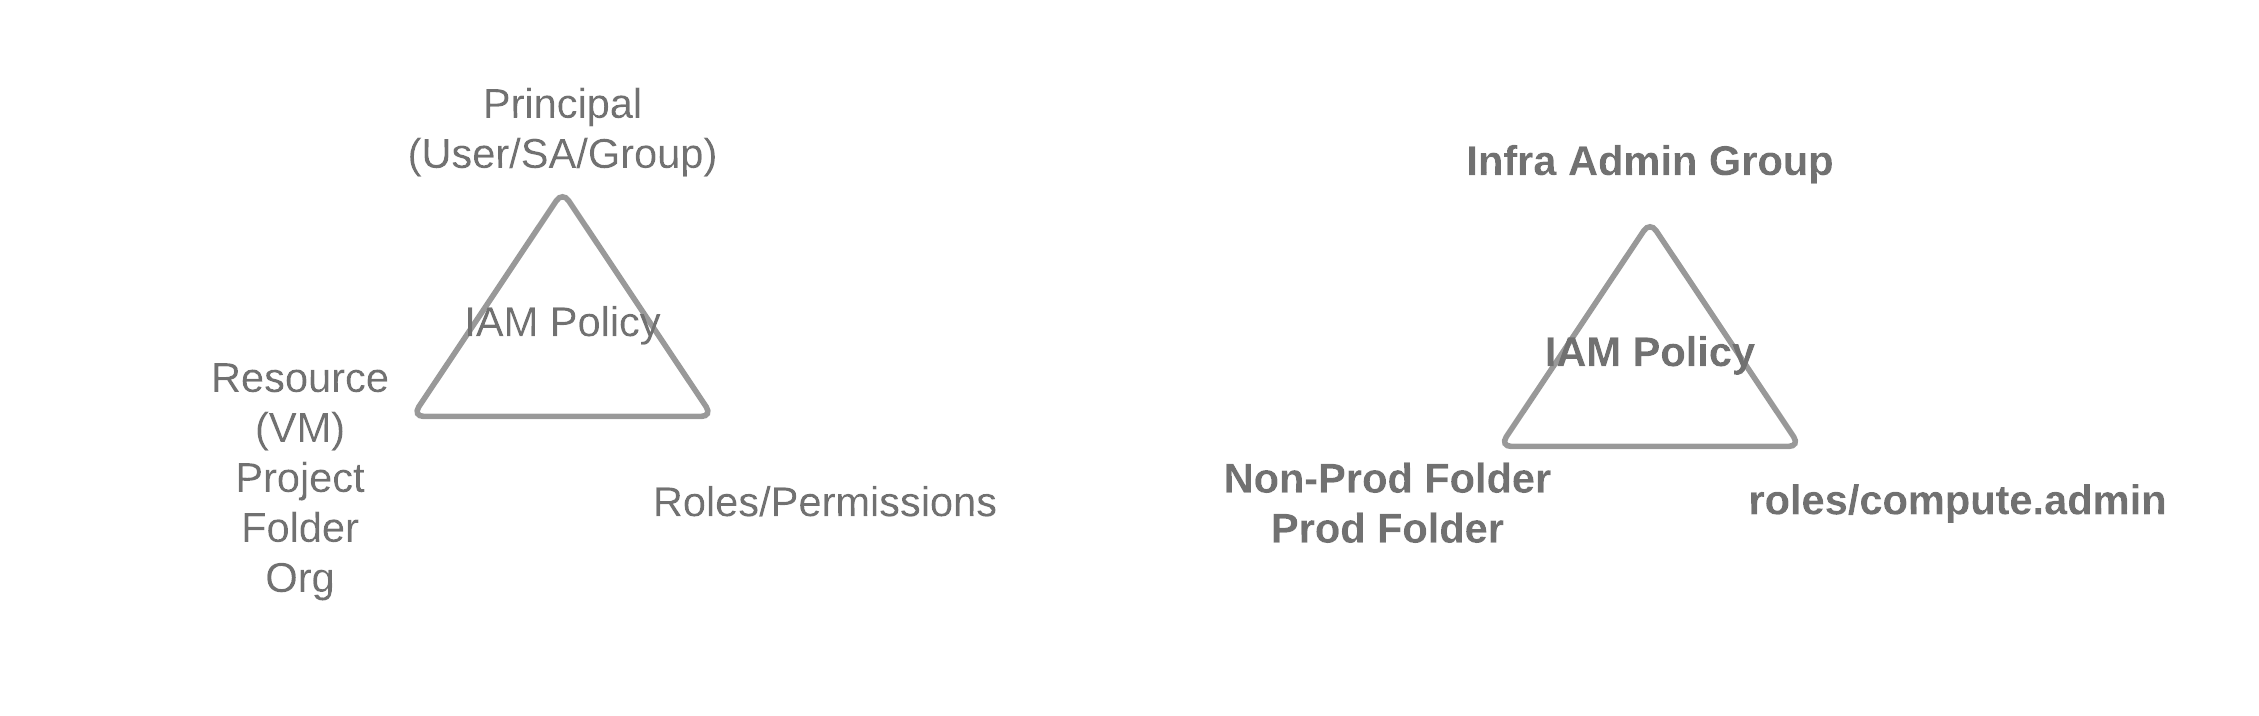 Principal
(User/SA/Group)
IAM Policy
Resource
(VM)
Project
Folder
Org
Roles/Permissions
Infra Admin Group
IAM Policy
Non-Prod Folder
Prod Folder
roles/compute.admin